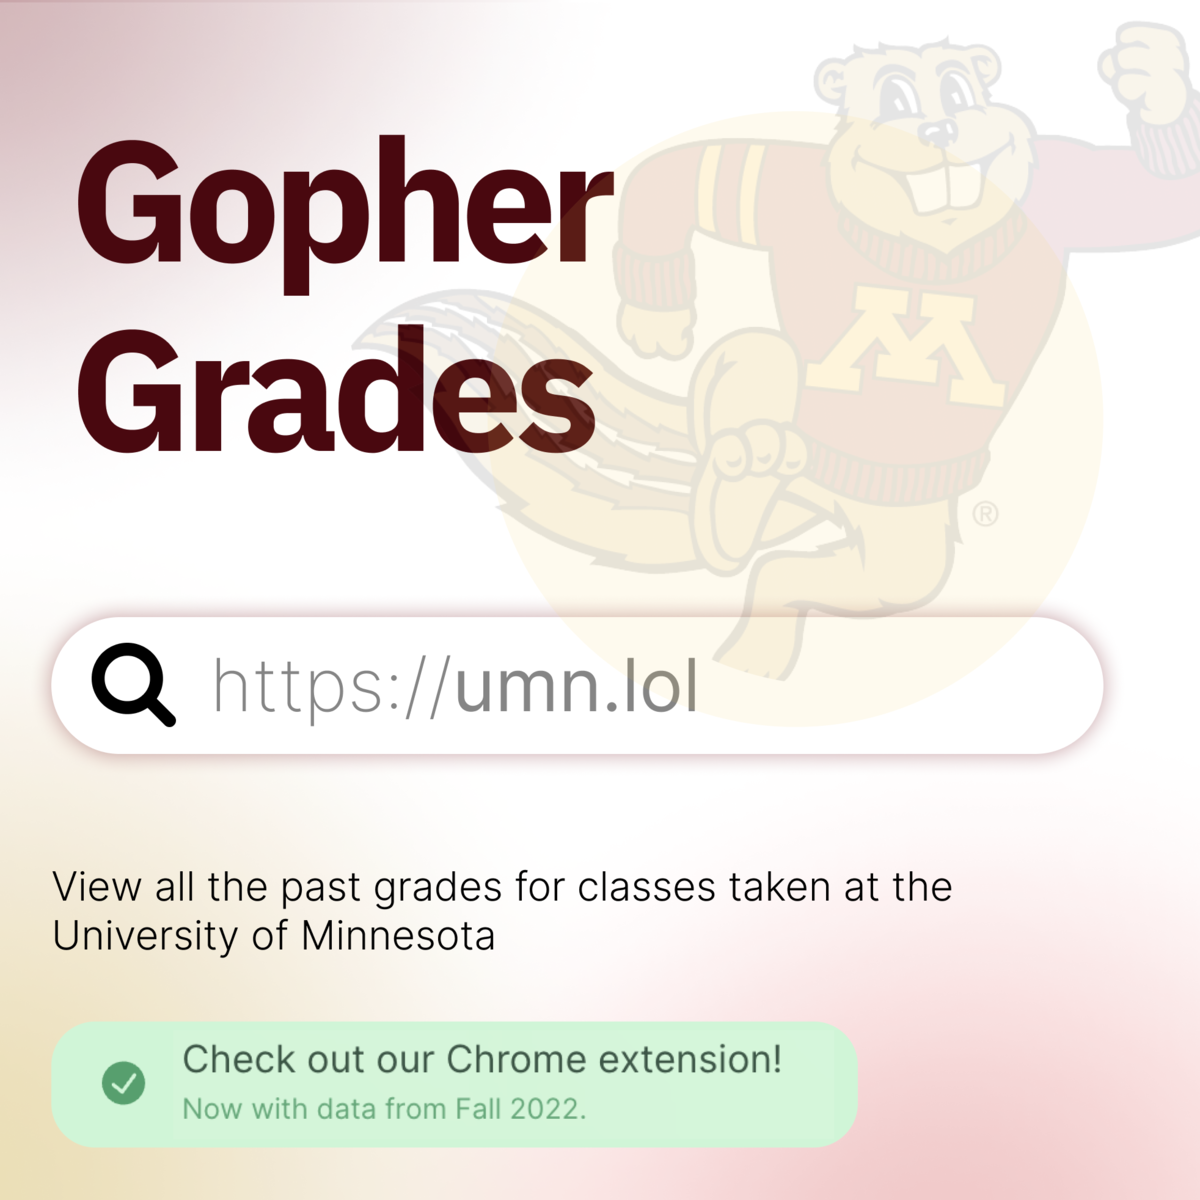 Gopher
Grades
M
®
https://umn.lol
View all the past grades for classes taken at the
University of Minnesota
Check out our Chrome extension!
Now with data from Fall 2022.